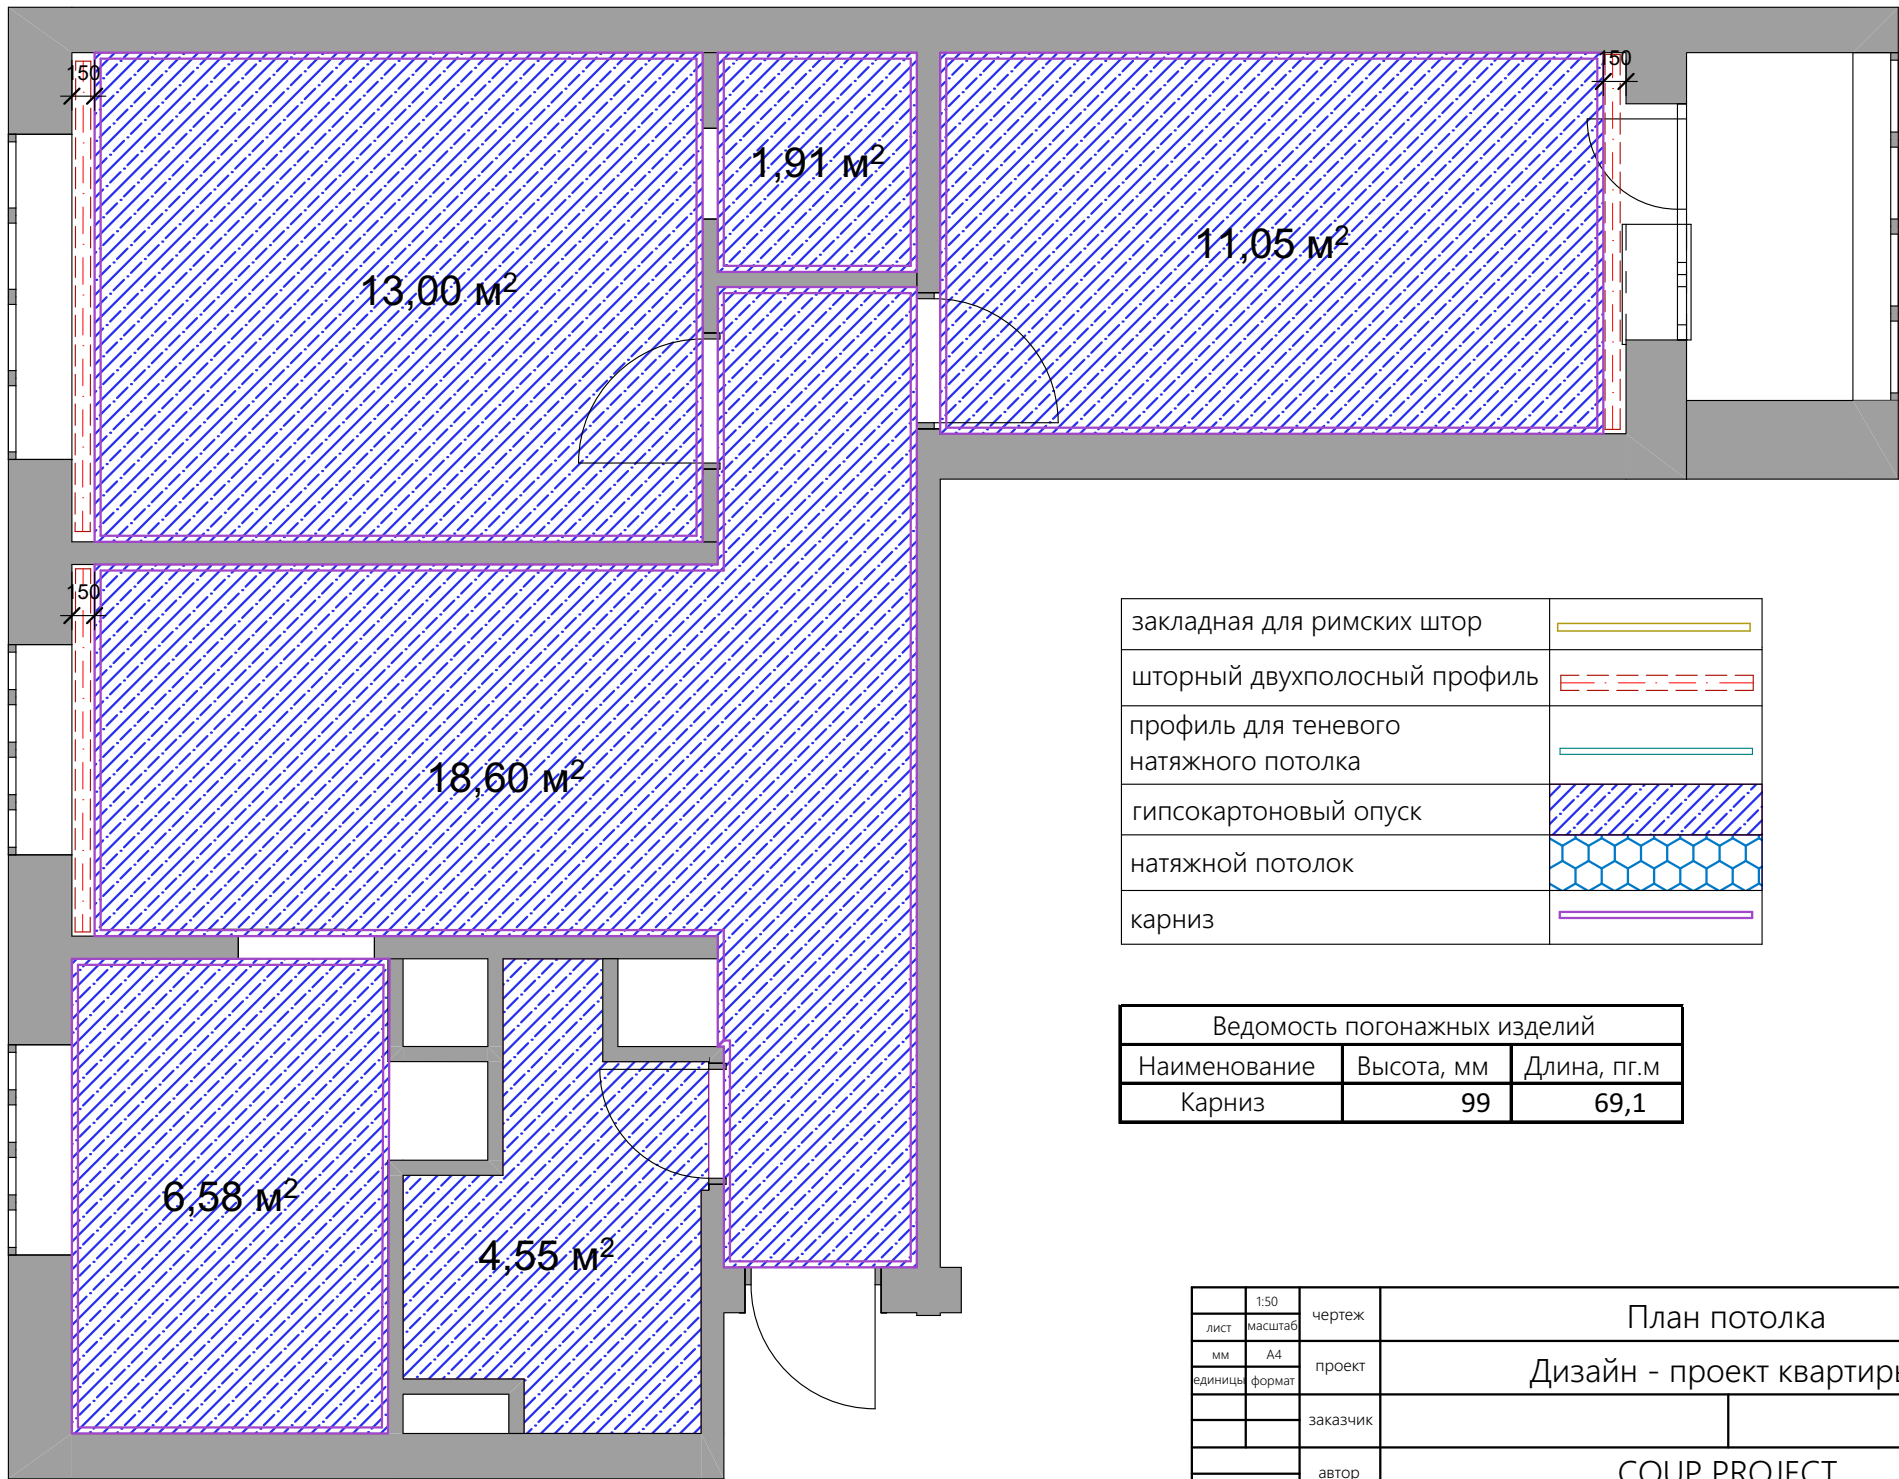 150
150
1,91 м²
11,05 м²
13,00 м²
150
18,60 м²
6,58 м²
4,55 м²
закладная для римских штор
шторный двухполосный профиль
профиль для теневого
натяжного потолка
гипсокартоновый опуск
натяжной потолок
карниз
Ведомость погонажных изделий
Наименование Высота, мм Длина, пг.м
Карниз 99 69,1
1:50 чертеж План потолка
лист масштаб
мм А4 проект Дизайн - проект квартиры
единицы формат
заказчик
автор COUP PROJECT